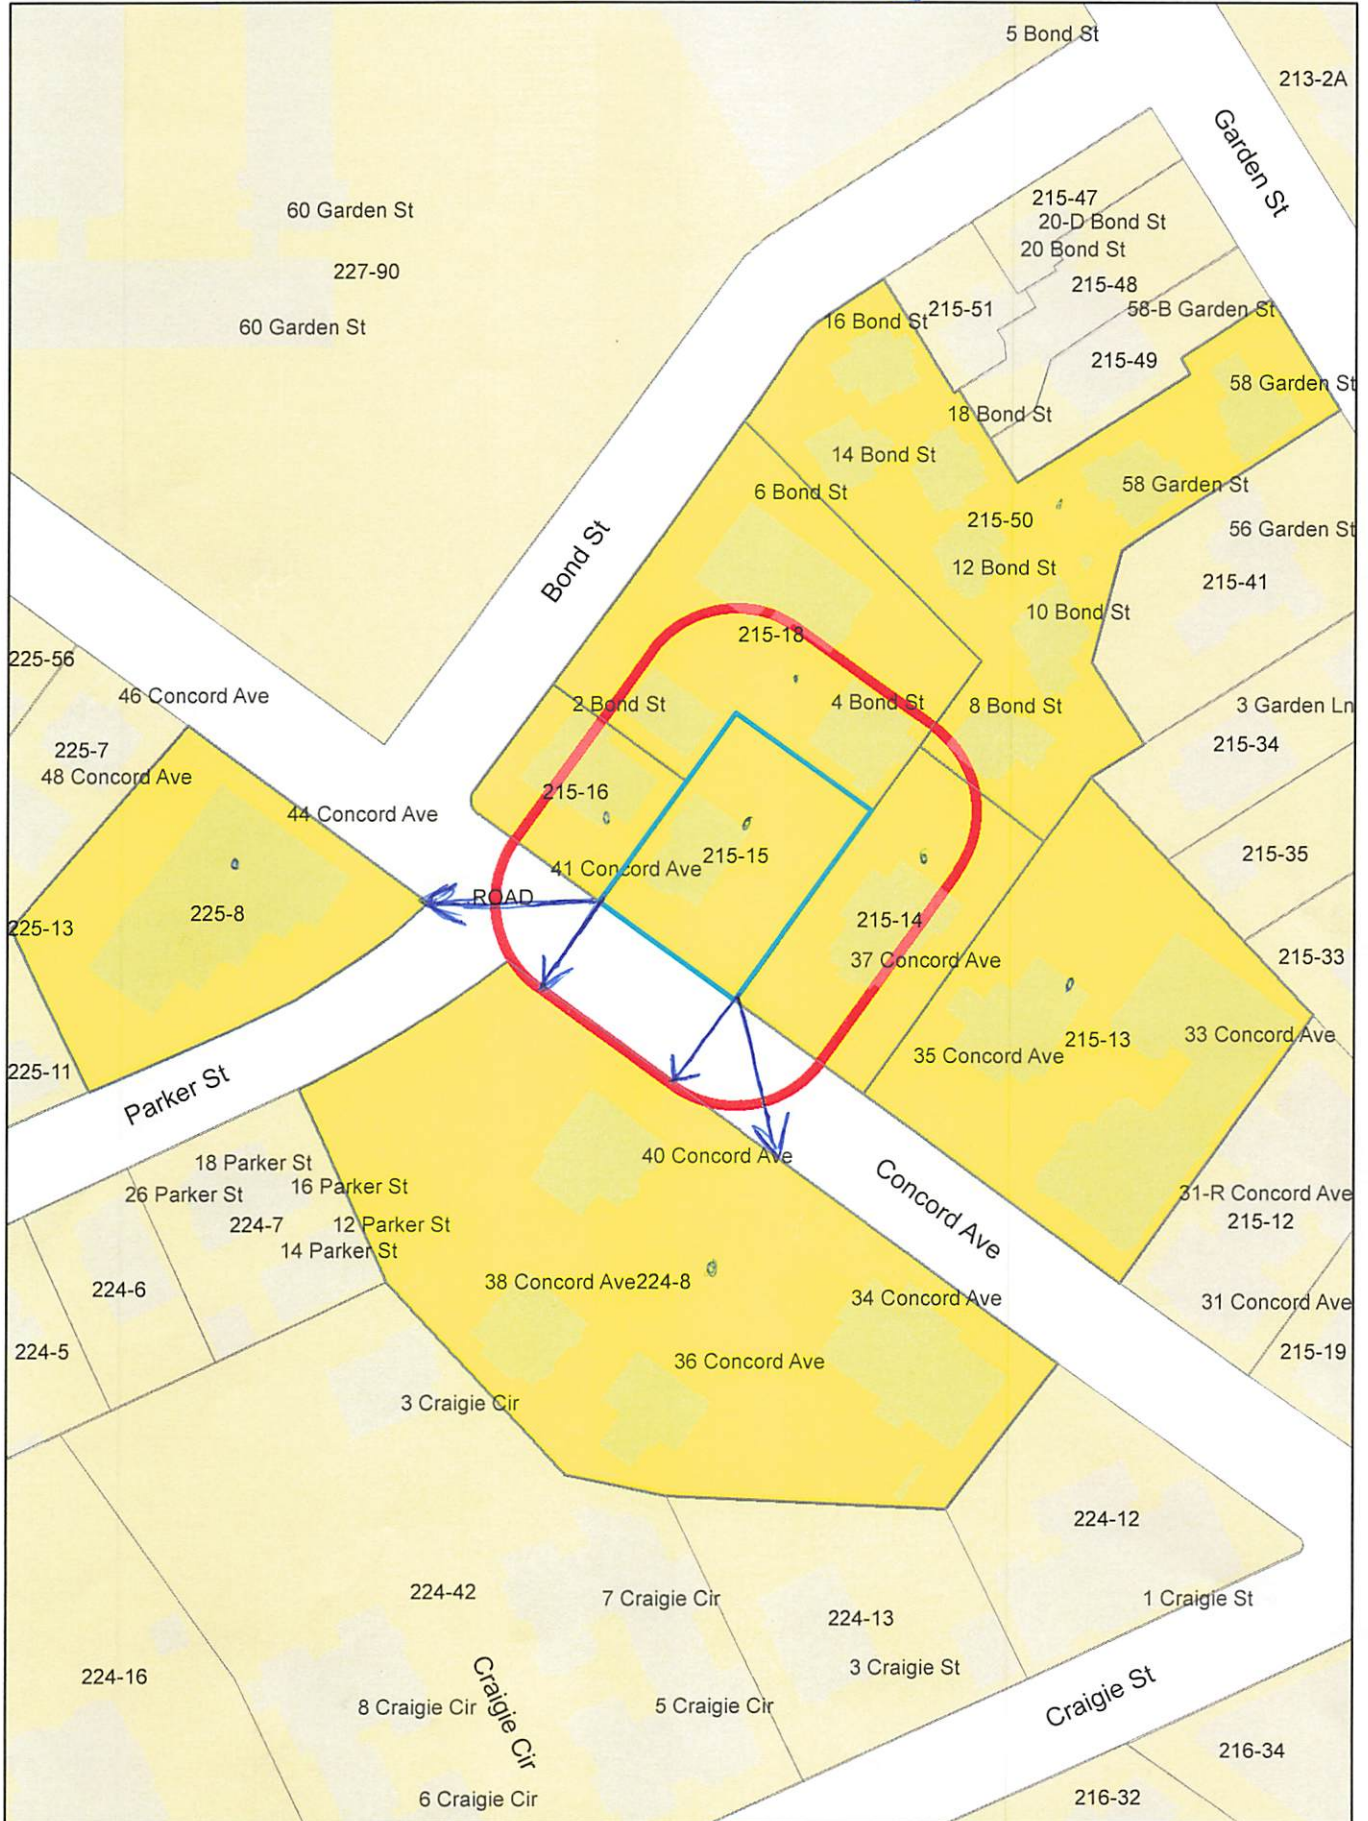 5 Bond St
213-2A
Garden St
60 Garden St
227-90
60 Garden St
215-47
20-D Bond St
20 Bond St
215-48
58-B Garden St
215-51
16 Bond St
215-49
58 Garden St
18 Bond St
14 Bond St
6 Bond St
58 Garden St
215-50
56 Garden St
Bond St
12 Bond St
215-41
10 Bond St
215-18
225-56
46 Concord Ave
2 Bond St
4 Bond St
8 Bond St
3 Garden Ln
225-7
215-34
48 Concord Ave
215-16
44 Concord Ave
215-15
215-35
41 Concord Ave
ROAD
225-8
225-13
215-14
37 Concord Ave
215-33
215-13
33 Concord Ave
35 Concord Ave
225-11
Parker St
40 Concord Ave
18 Parker St
26 Parker St
16 Parker St
Concord Ave
31-R Concord Ave
215-12
224-7
12 Parker St
14 Parker St
224-6
38 Concord Ave
224-8
34 Concord Ave
31 Concord Ave
224-5
36 Concord Ave
215-19
3 Craigie Cir
224-12
224-42
7 Craigie Cir
224-13
1 Craigie St
224-16
3 Craigie St
Craigie St
Craigie Cir
8 Craigie Cir
5 Craigie Cir
216-34
6 Craigie Cir
216-32